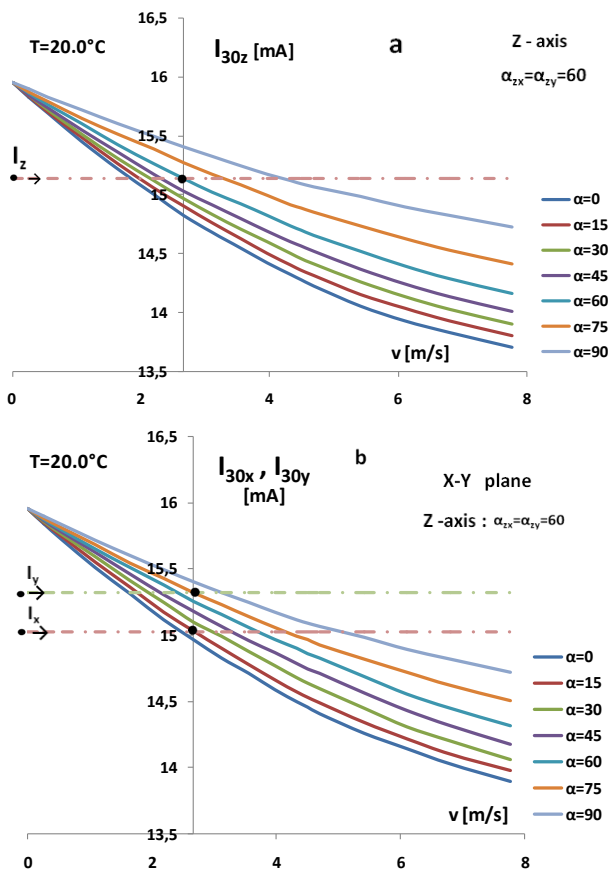 16,5
T=20.0°C
I30z [mA]
a
Z - axis
αzx=αzy=60
16
15,5
Iz
15
14,5
14
13,5
v [m/s]
0 2 4 6 8
α=0
α=15
α=30
α=45
α=60
α=75
α=90
16,5
T=20.0°C
I30x , I30y
[mA]
b
X-Y plane
Z -axis : αzx=αzy=60
16
15,5
Iy
Ix
15
14,5
14
13,5
v [m/s]
0 2 4 6 8
α=0
α=15
α=30
α=45
α=60
α=75
α=90